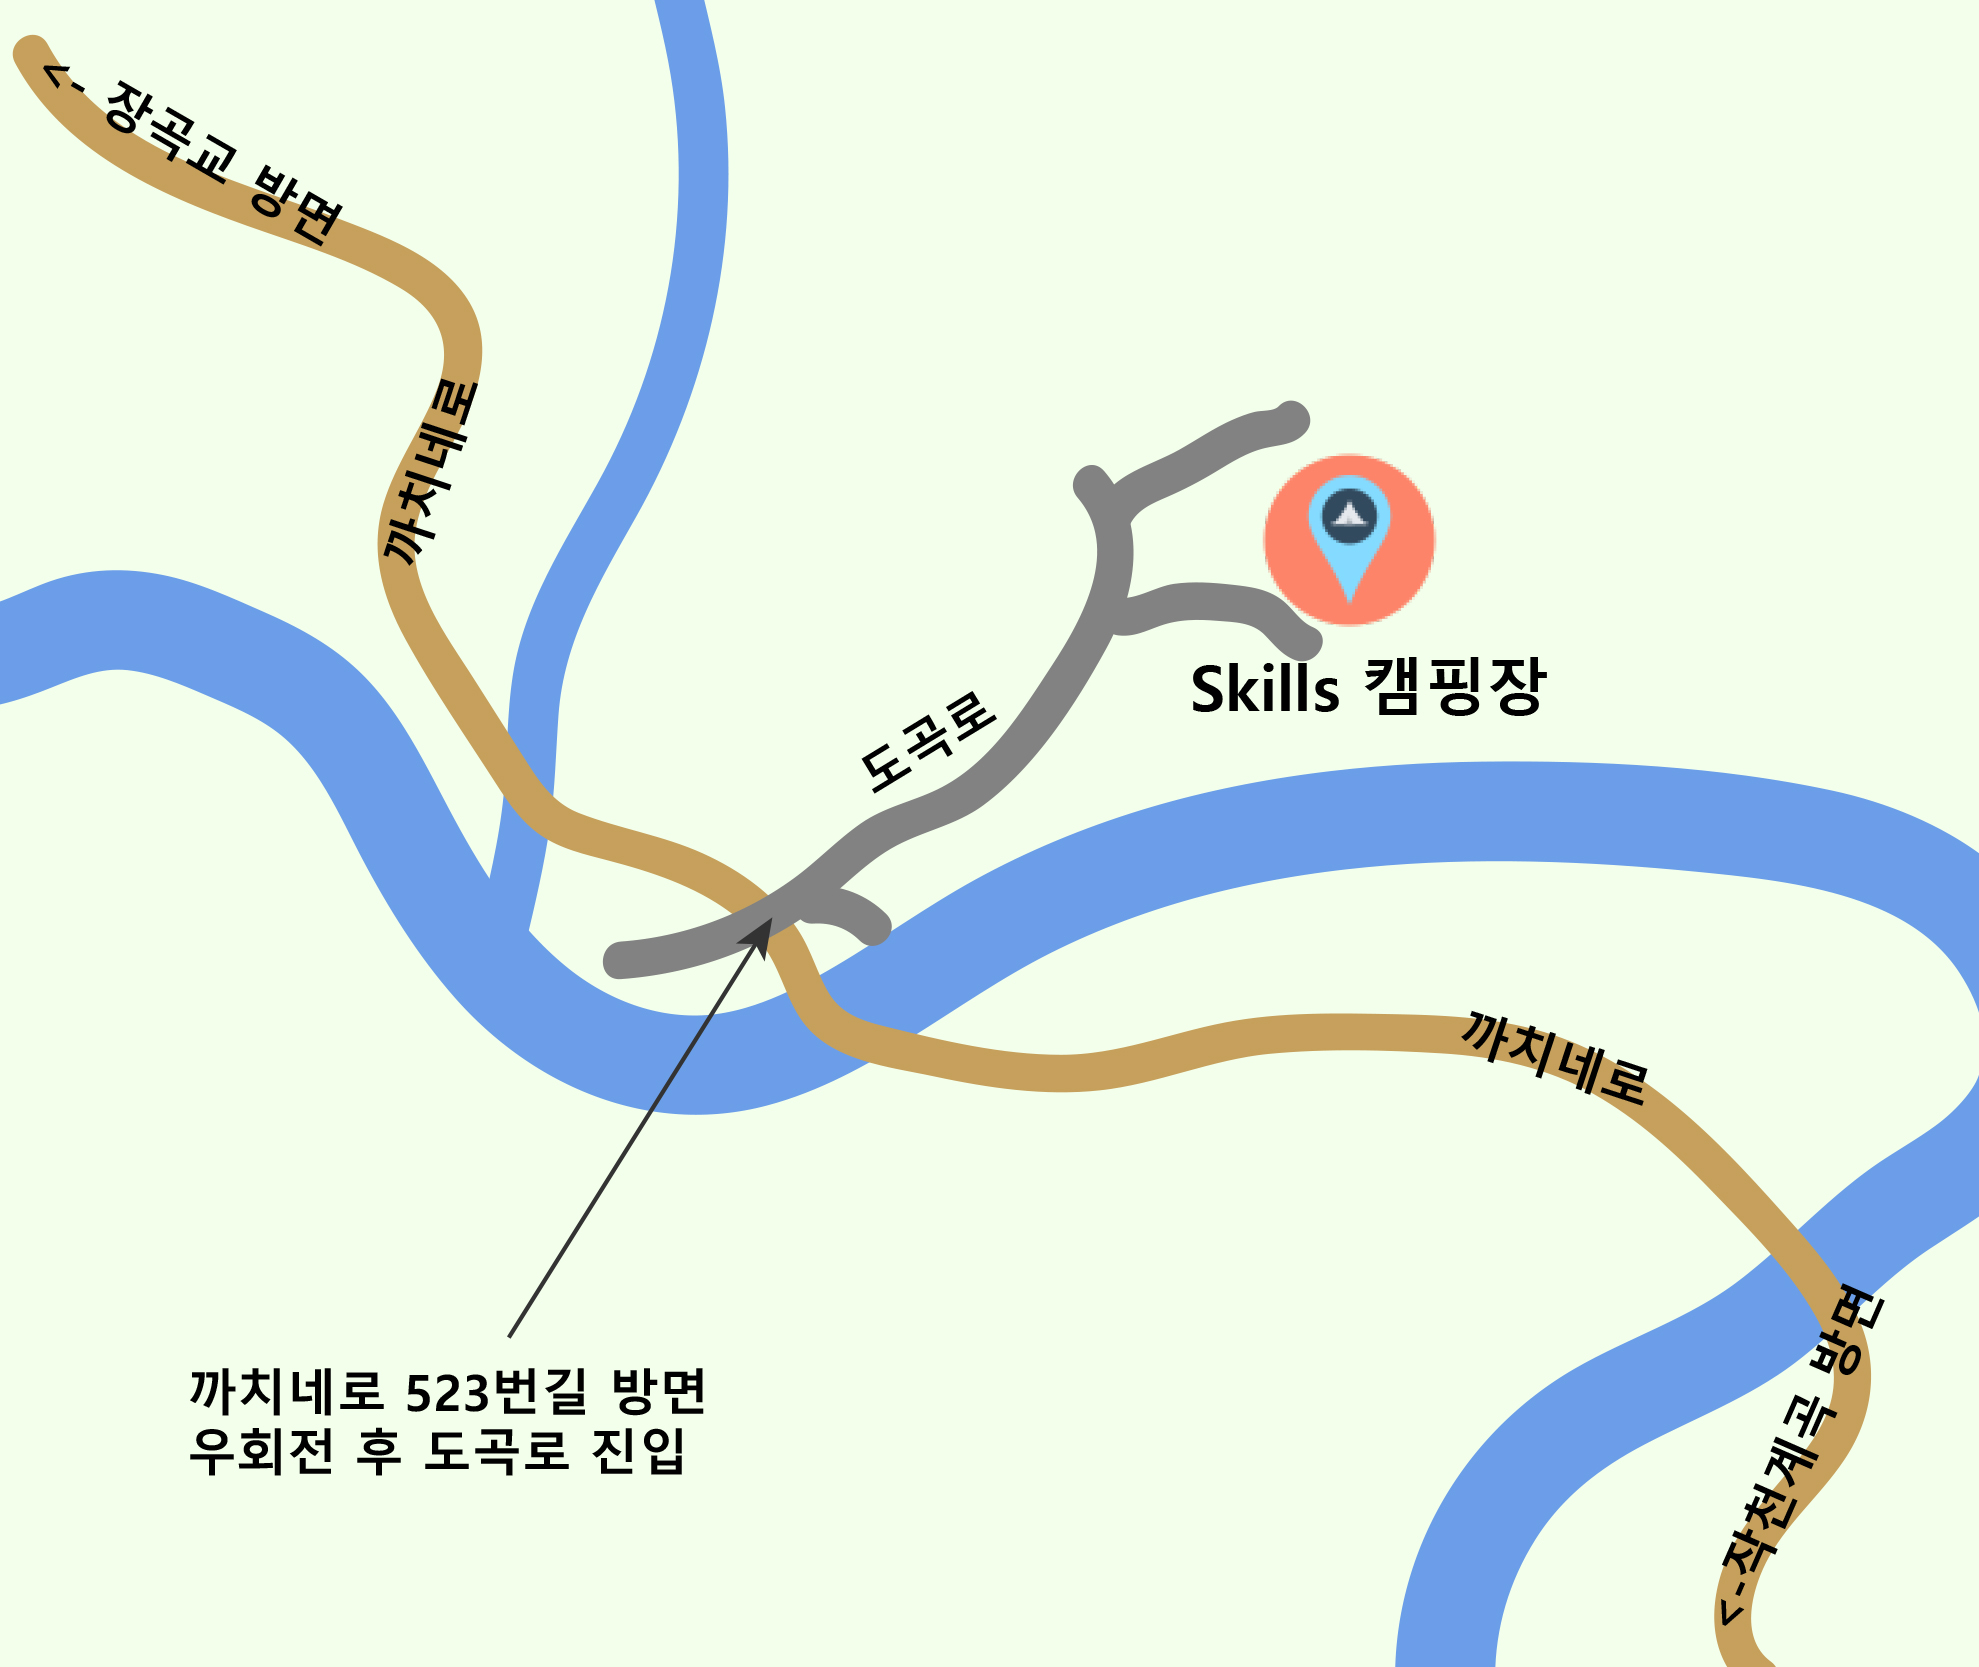 <- 장곡교 방면
까치네로
도곡로
Skills 캠핑장
까치네로
<-작천계곡 방면
까치네로 523번길 방면
우회전 후 도곡로 진입